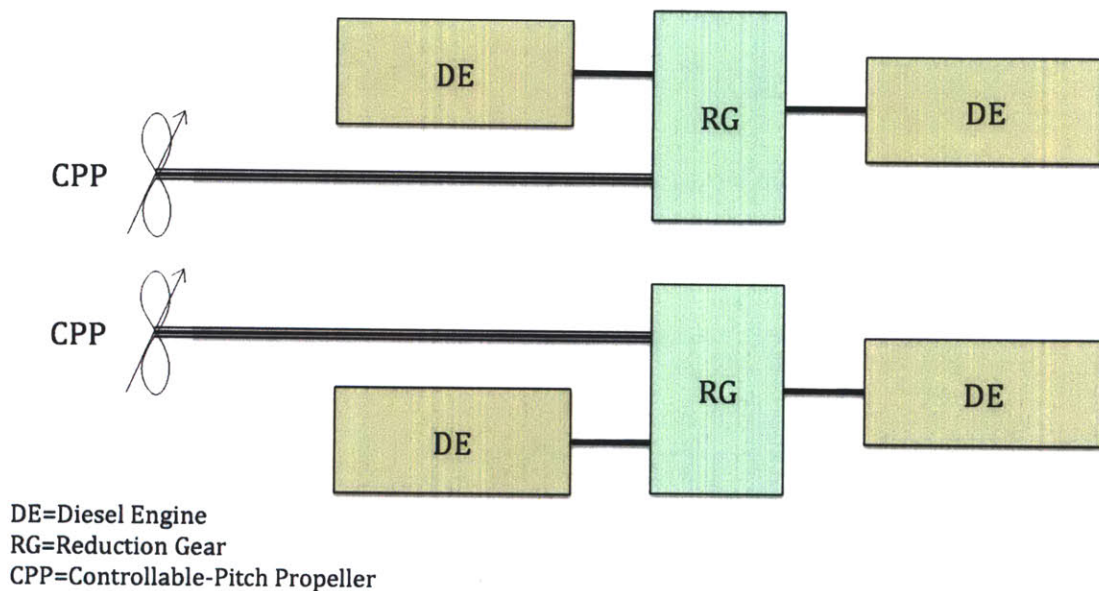 DE
RG
DE
CPP
CPP
RG
DE
DE
DE=Diesel Engine
RG=Reduction Gear
CPP=Controllable-Pitch Propeller